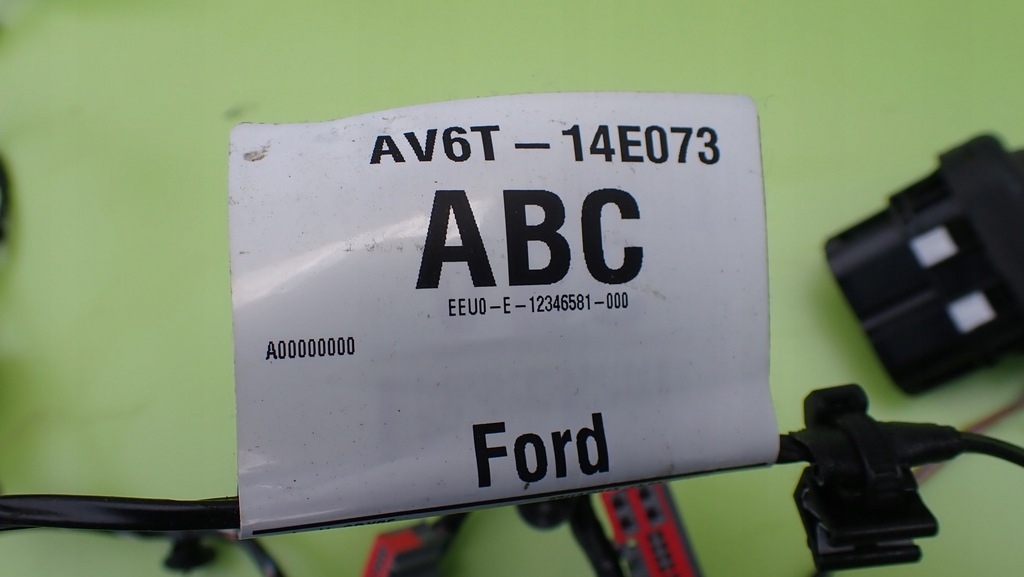 AV6T-14E073
ABC
EEU0-E-12346581-000
A00000000
Ford